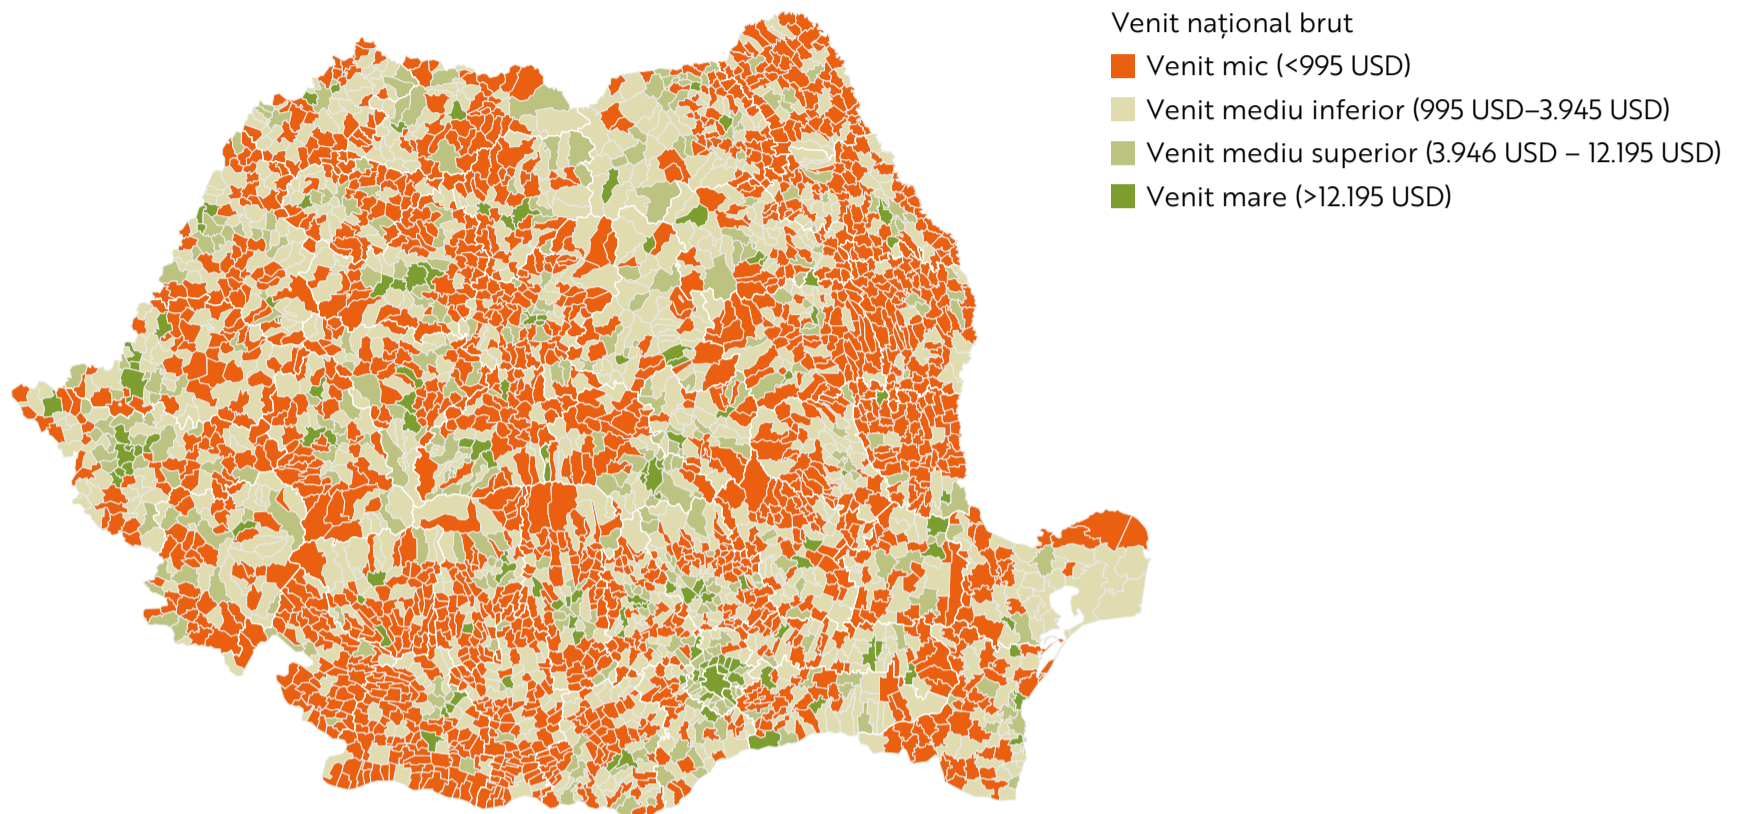 Venit național brut
Venit mic (<995 USD)
Venit mediu inferior (995 USD–3.945 USD)
Venit mediu superior (3.946 USD – 12.195 USD)
Venit mare (>12.195 USD)